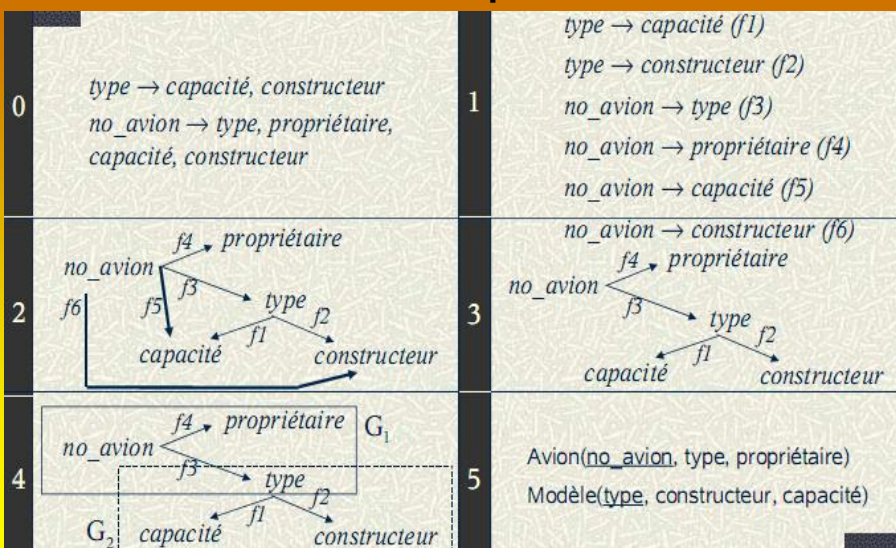 0
type → capacité, constructeur
no_avion → type, propriétaire,
capacité, constructeur
1
type → capacité (f1)
type → constructeur (f2)
no_avion → type (f3)
no_avion → propriétaire (f4)
no_avion → capacité (f5)
no_avion → constructeur (f6)
2
f4 propriétaire
no_avion
f6 f5 f3 type
f1 f2
capacité
constructeur
3
f4 propriétaire
no_avion
f3
type
f1 f2
capacité
constructeur
4
f4 propriétaire G₁
no_avion
f3
type
f1 f2
G₂ capacité constructeur
5
Avion(no_avion, type, propriétaire)
Modèle(type, constructeur, capacité)